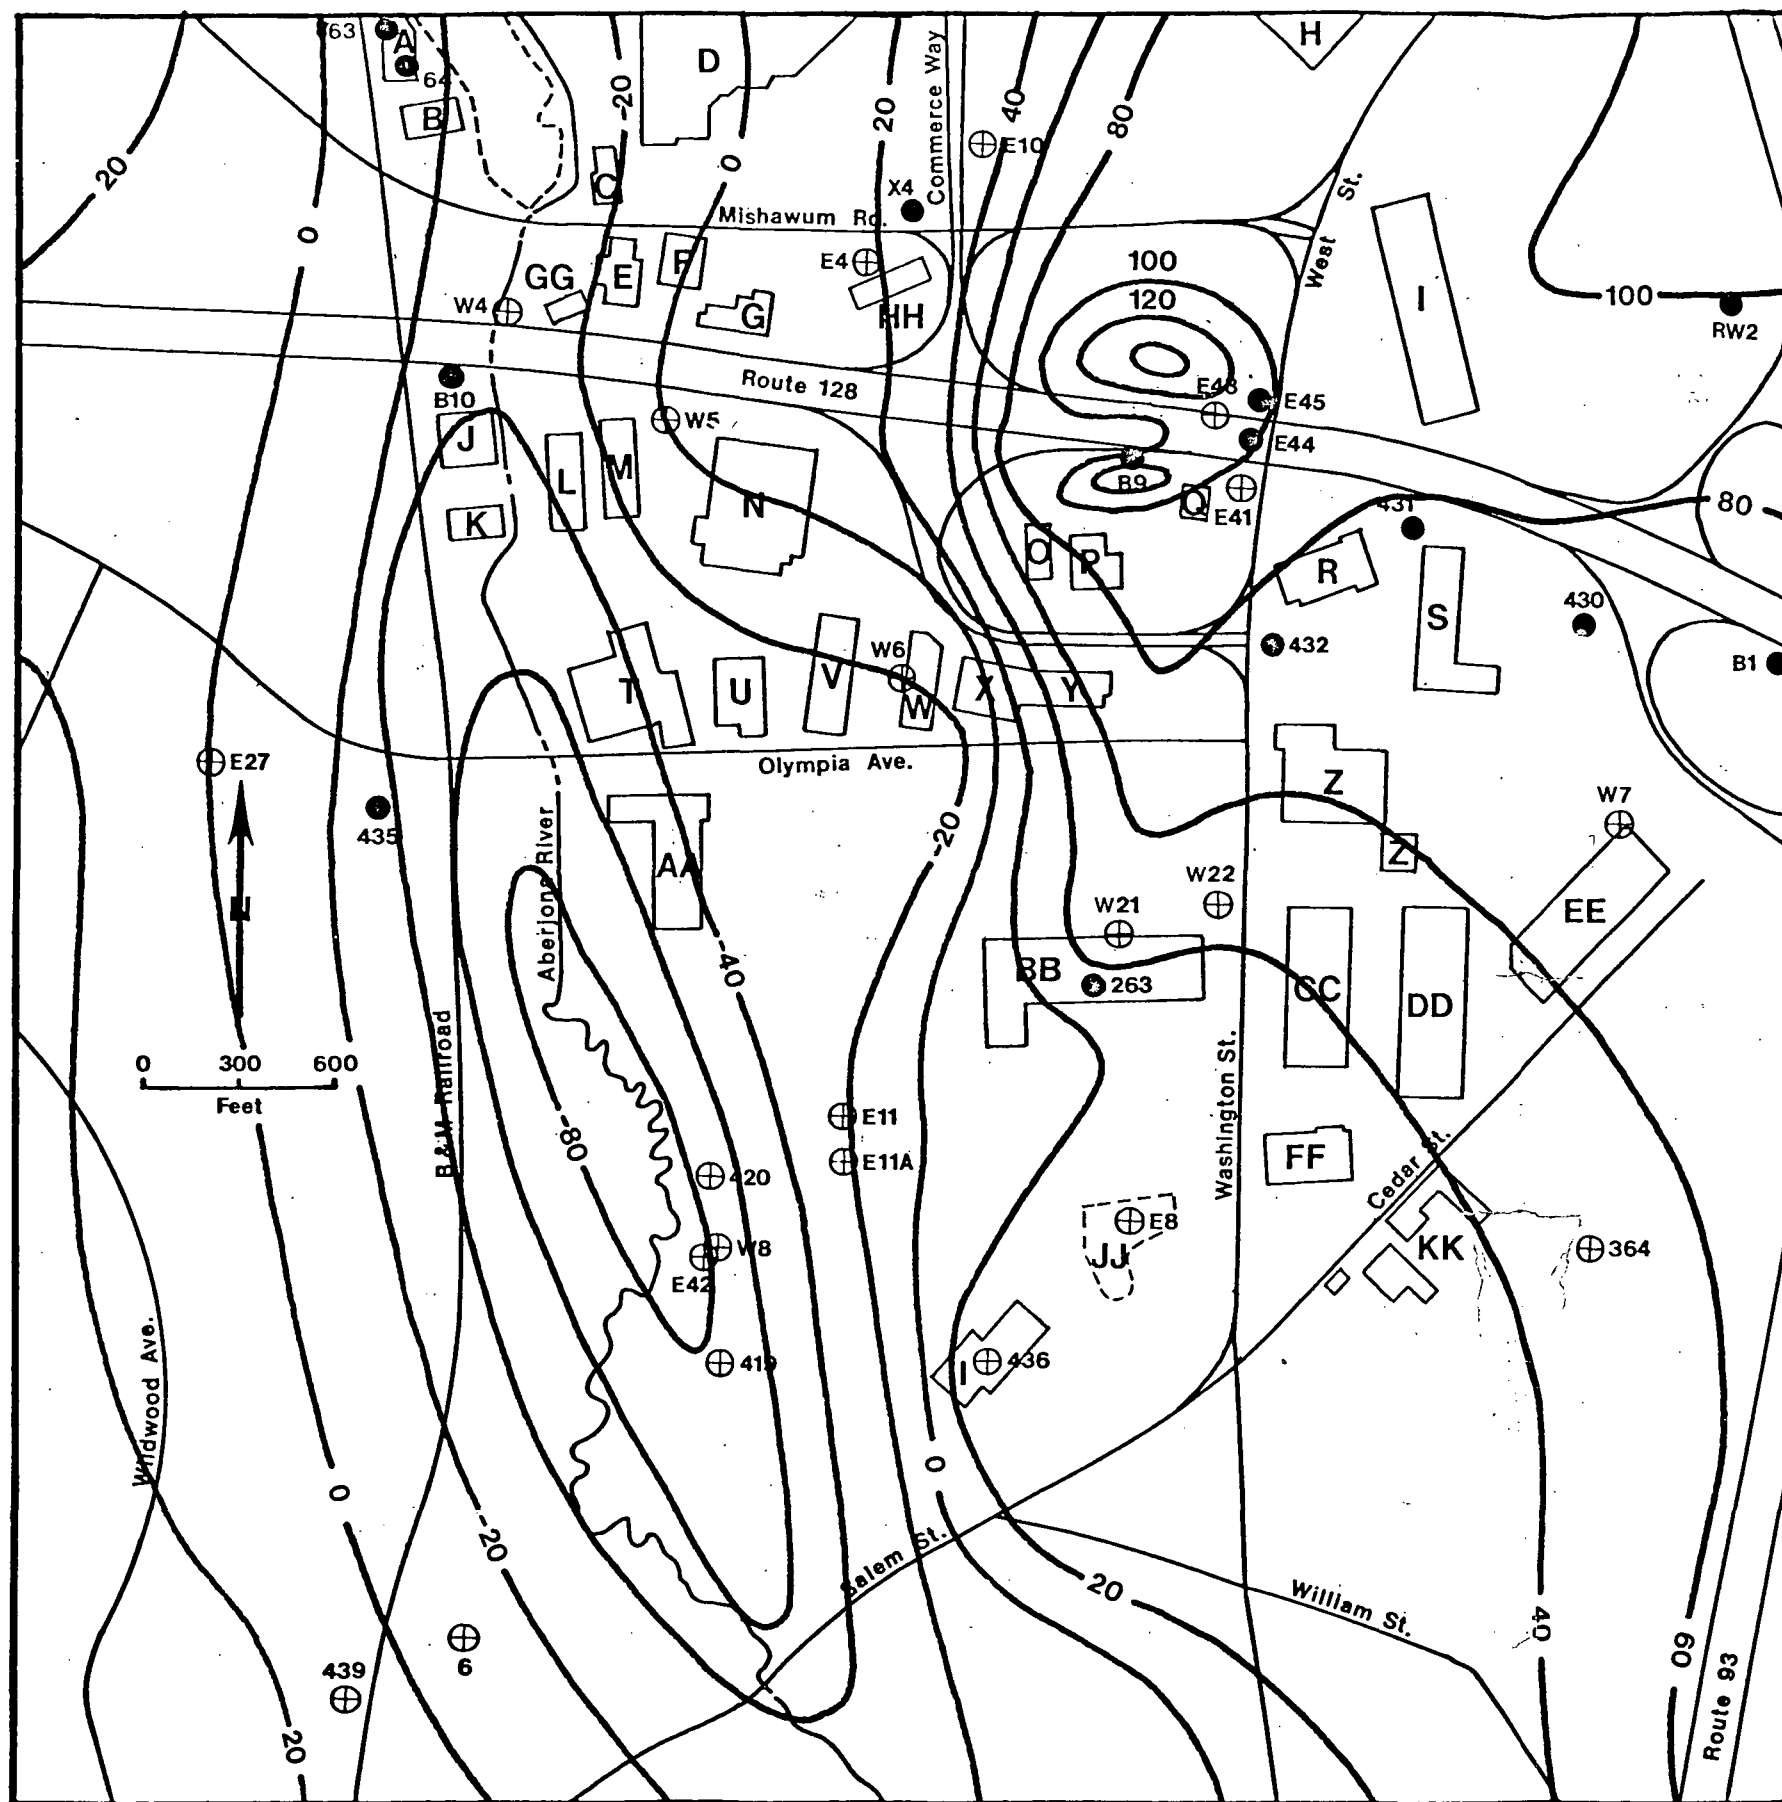 63
A
64
B
D
H
20
0
-20
0
20
Commerce Way
40
80
E10
C
X4
Mishawum Rd.
West St.
E4
GG
E
F
G
HH
W4
100
120
I
100
RW2
Route 128
E43
E45
E44
B10
J
W5
L
M
N
K
B9
Q
E41
431
80
O
P
R
S
430
432
B1
W6
T
U
V
W
X
Y
Olympia Ave.
E27
435
Z
Z
W7
-20
Aberjona River
AA
W22
W21
EE
BB
263
CC
DD
-40
N
0 300 600
Feet
B & M Railroad
-80
E11
E11A
420
Washington St.
FF
Cedar St.
E8
JJ
KK
364
W8
E42
419
I
436
Wildwood Ave.
0
-20
0
Salem St.
20
William St.
40
60
Route 93
6
439
20